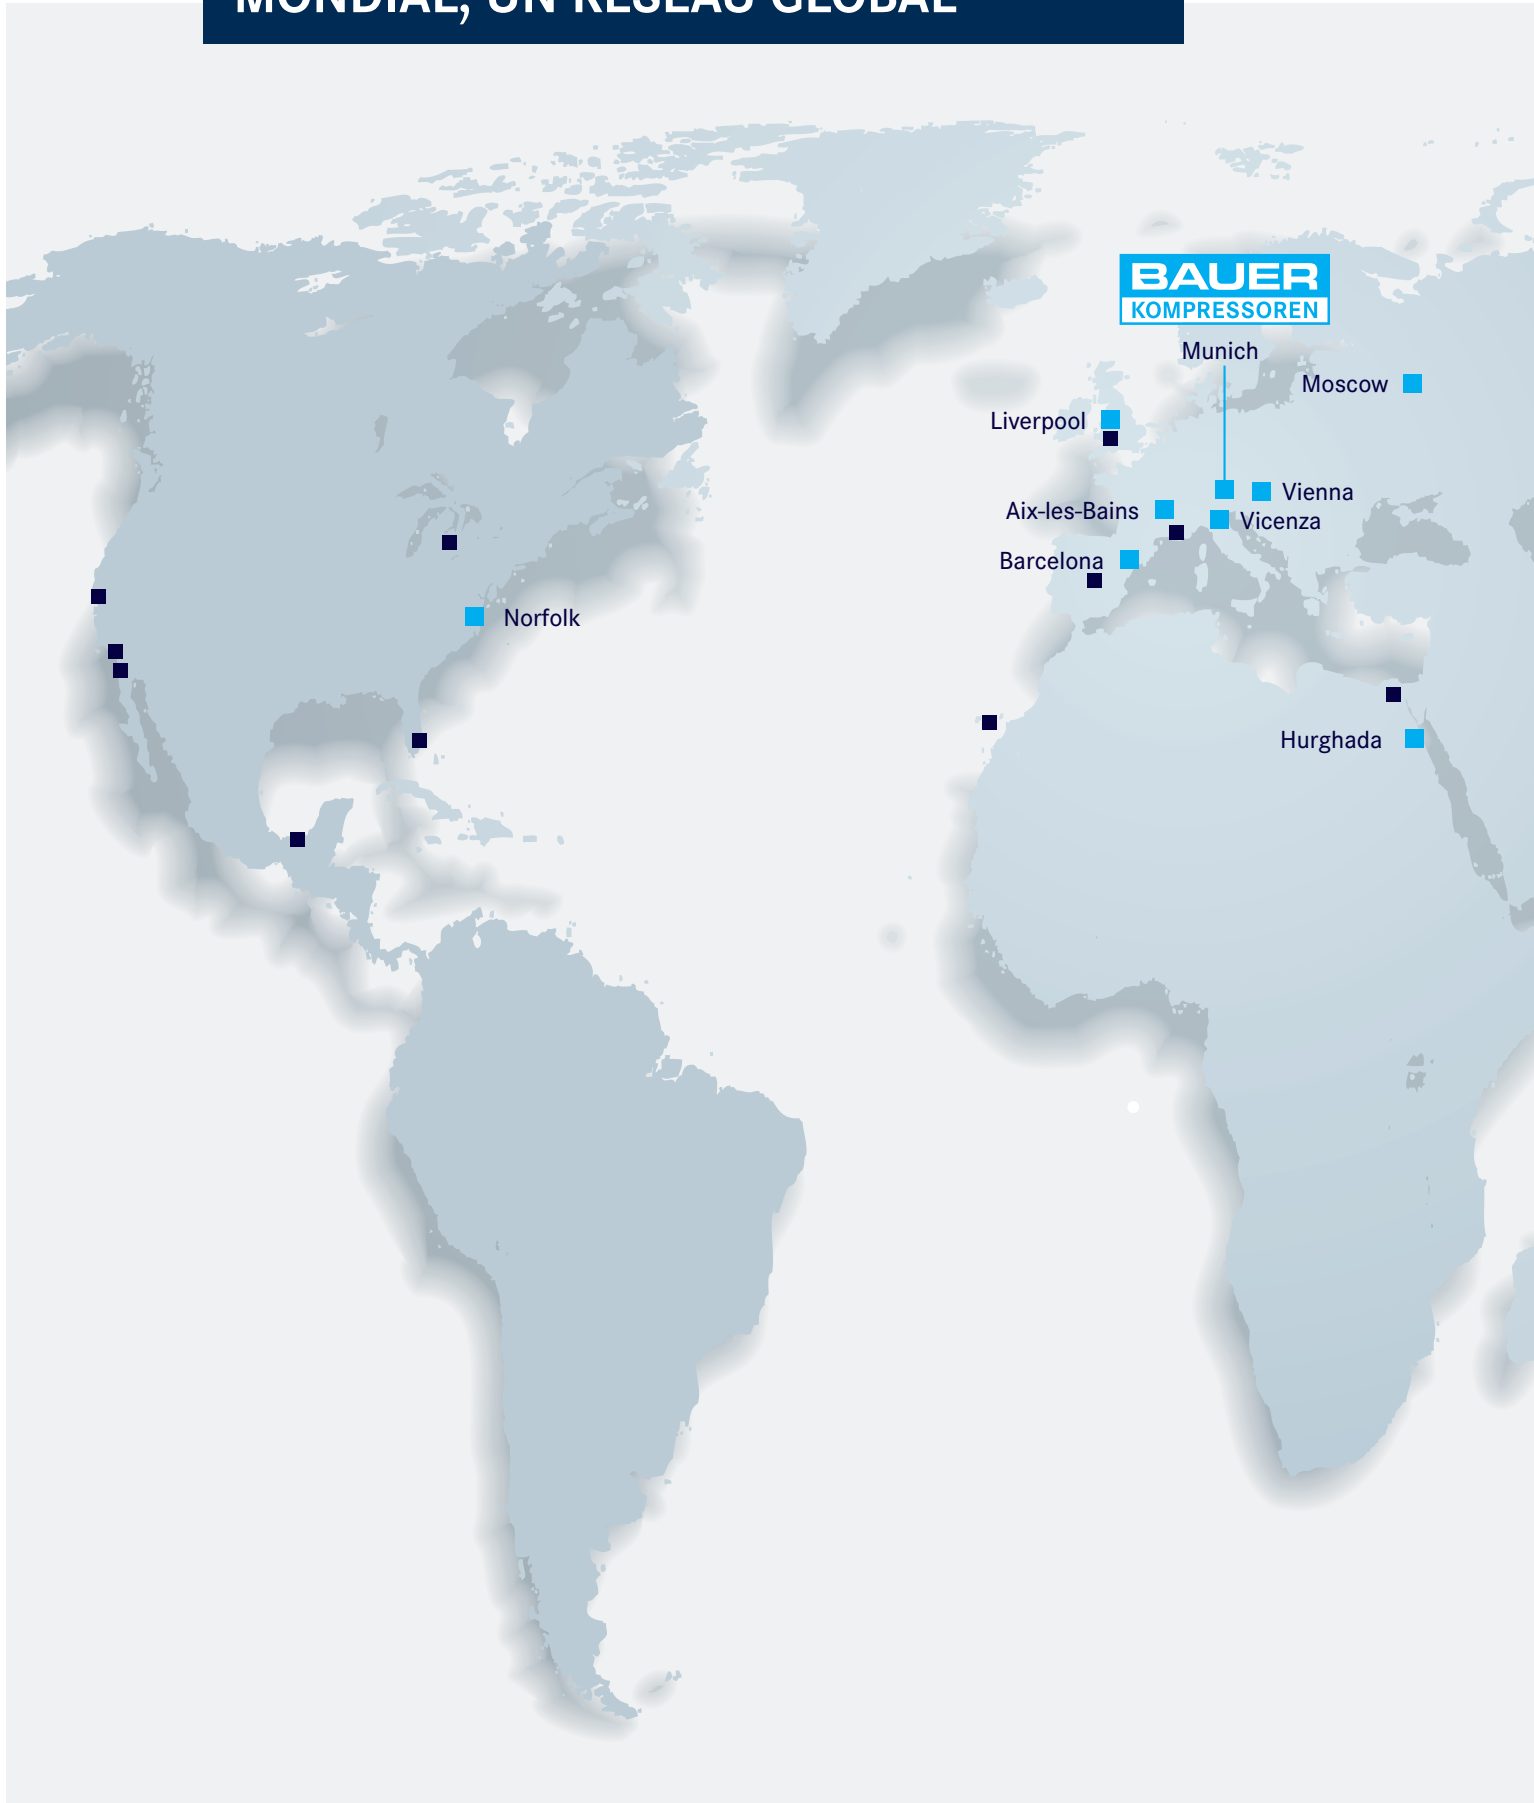 MONDIAL, UN RÉSEAU GLOBAL
BAUER
KOMPRESSOREN
Munich
Moscow
Liverpool
Vienna
Aix-les-Bains
Vicenza
Barcelona
Norfolk
Hurghada